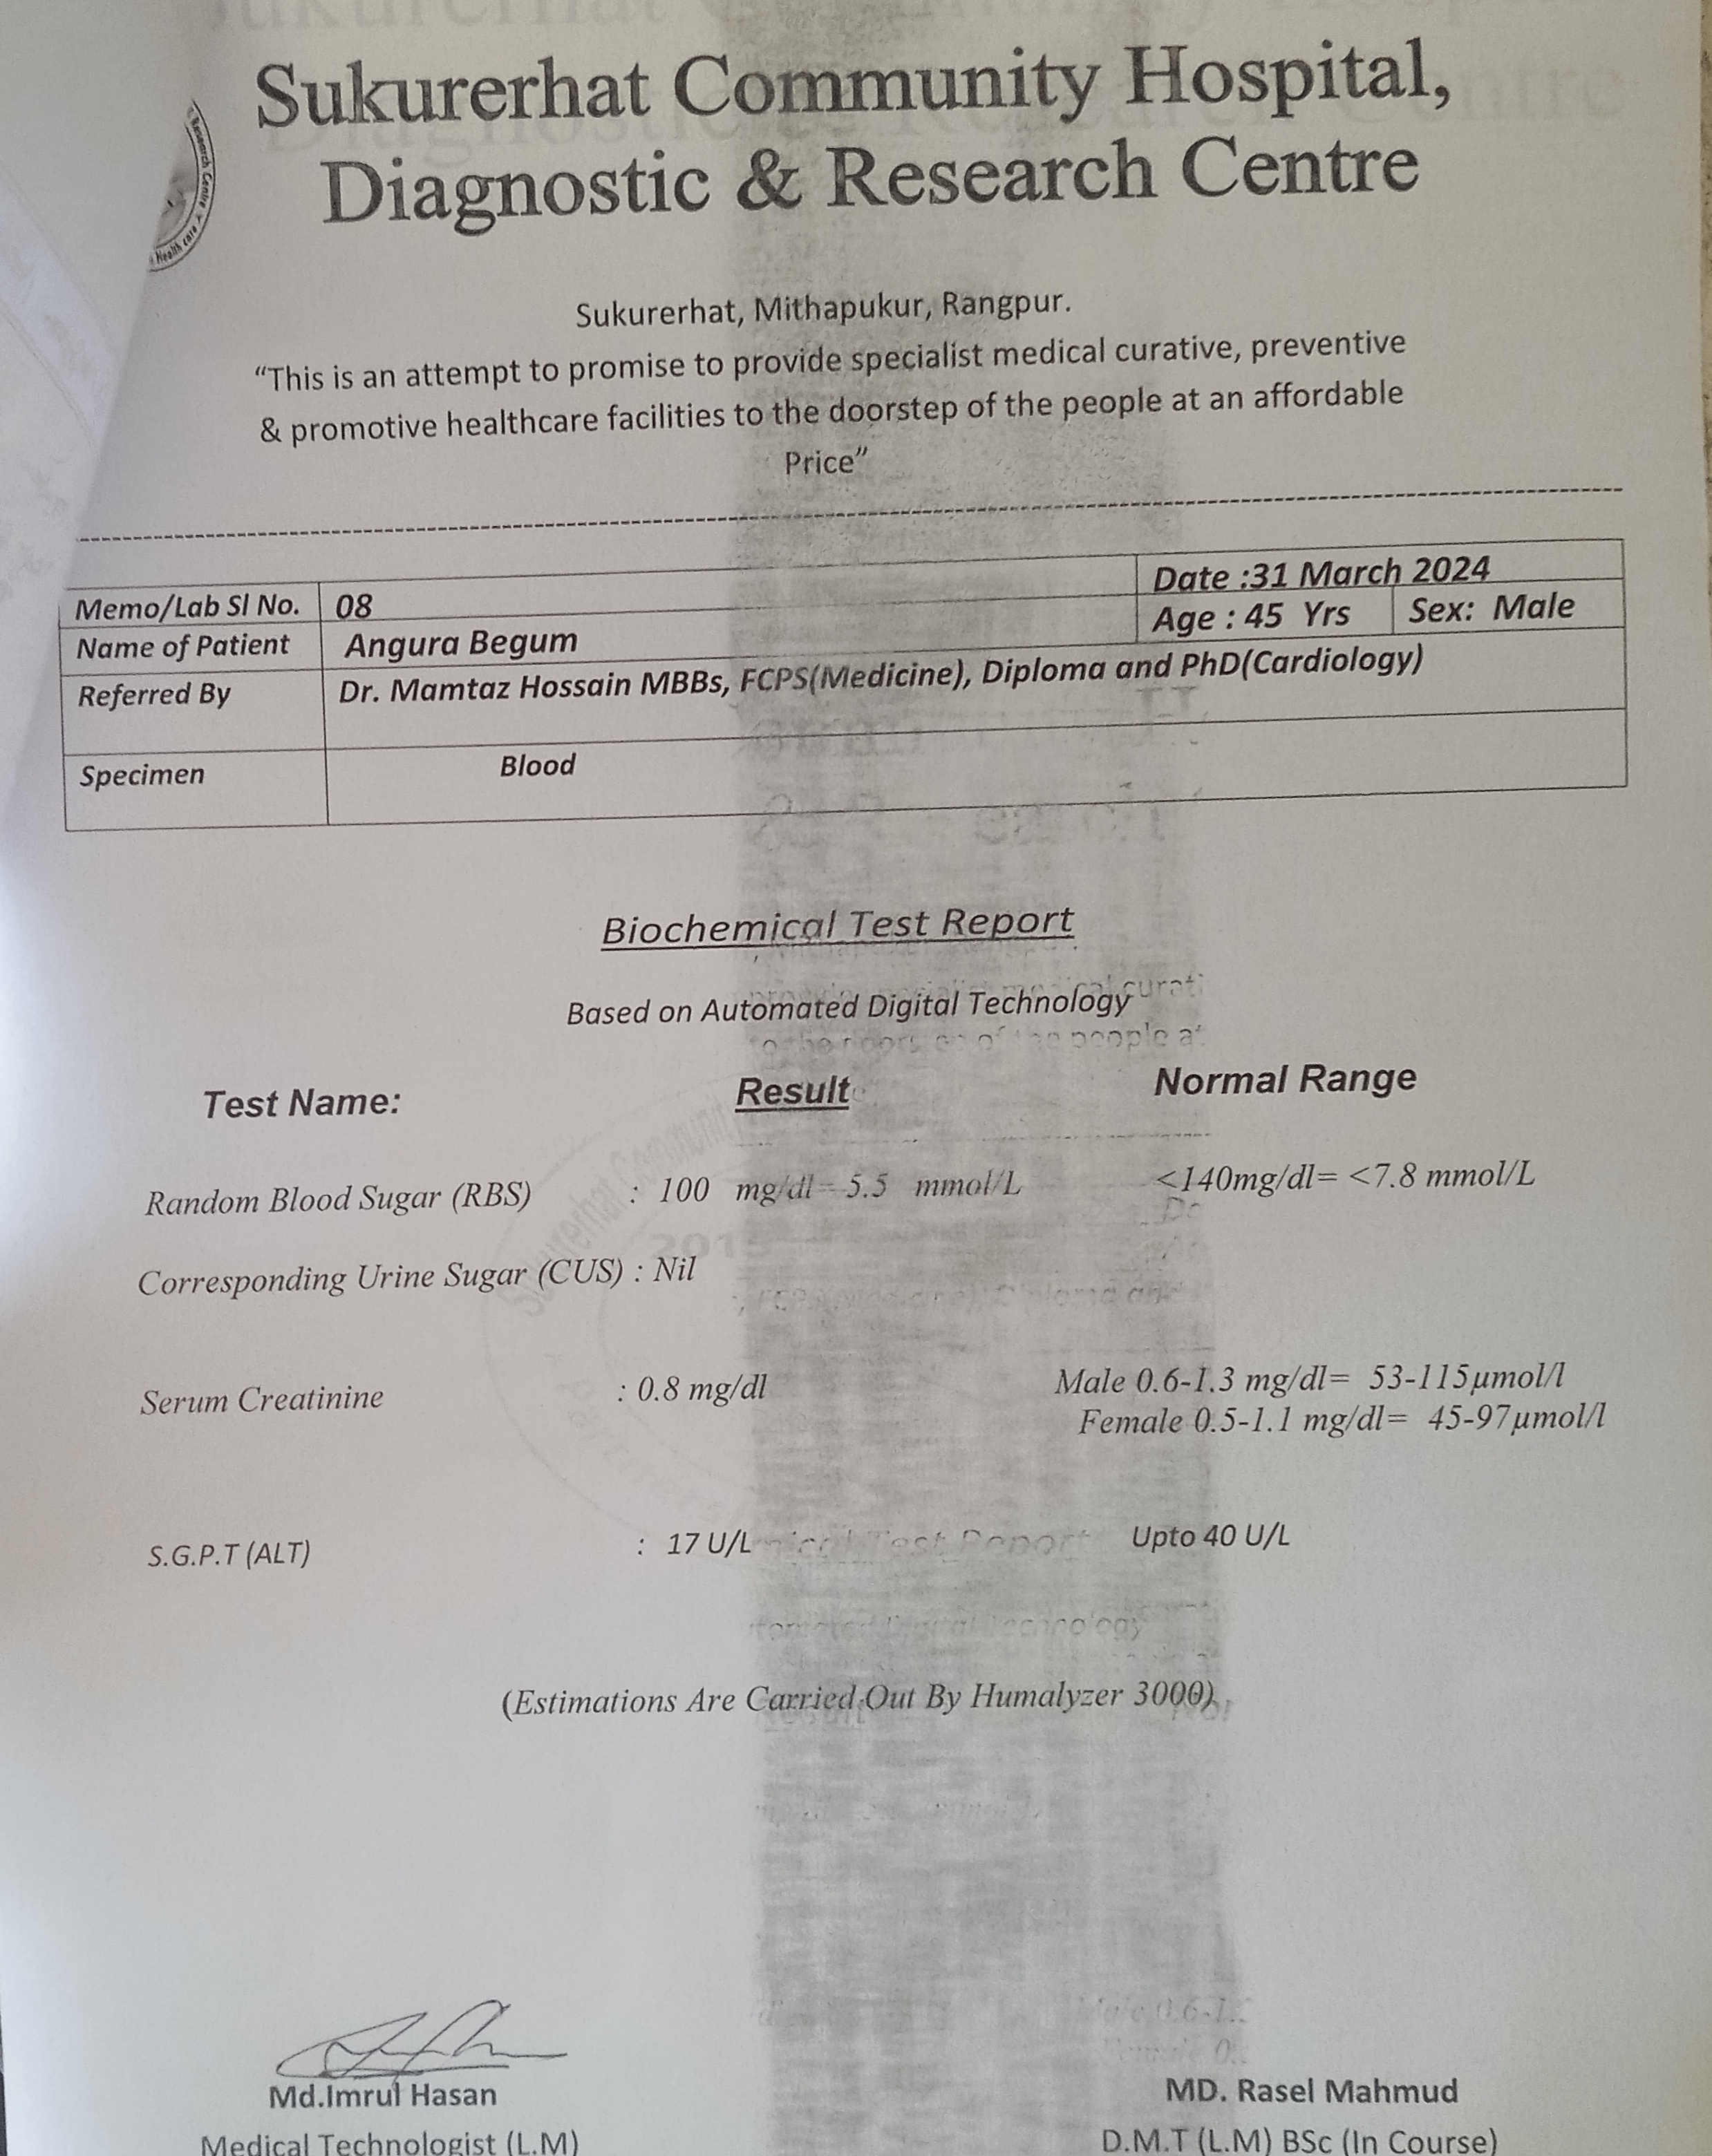 Research Centre
Health care
Sukurerhat Community Hospital,
Diagnostic & Research Centre
Sukurerhat, Mithapukur, Rangpur.
“This is an attempt to promise to provide specialist medical curative, preventive
& promotive healthcare facilities to the doorstep of the people at an affordable
Price”
Memo/Lab Sl No. 08 Date :31 March 2024
Name of Patient Angura Begum Age : 45 Yrs Sex: Male
Referred By Dr. Mamtaz Hossain MBBs, FCPS(Medicine), Diploma and PhD(Cardiology)
Specimen Blood
Biochemical Test Report
Based on Automated Digital Technology
Test Name: Result Normal Range
Random Blood Sugar (RBS) : 100 mg/dl= 5.5 mmol/L <140mg/dl= <7.8 mmol/L
Corresponding Urine Sugar (CUS) : Nil
Serum Creatinine : 0.8 mg/dl Male 0.6-1.3 mg/dl= 53-115µmol/l
Female 0.5-1.1 mg/dl= 45-97µmol/l
S.G.P.T (ALT) : 17 U/L Upto 40 U/L
(Estimations Are Carried Out By Humalyzer 3000)
Md.Imrul Hasan MD. Rasel Mahmud
Medical Technologist (L.M) D.M.T (L.M) BSc (In Course)